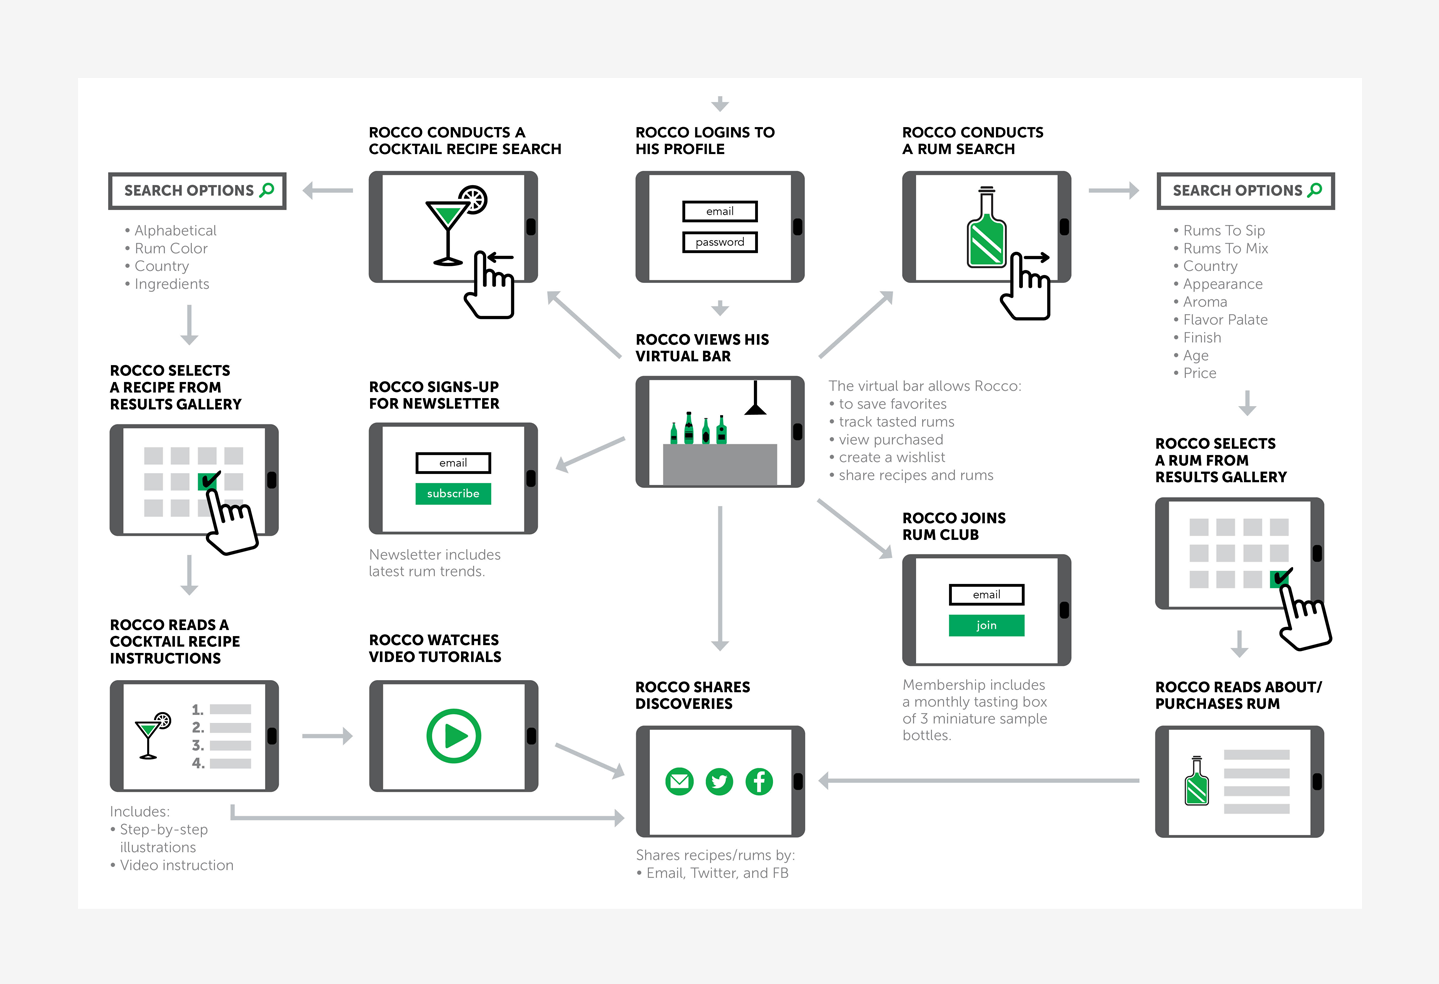 ROCCO CONDUCTS A
COCKTAIL RECIPE SEARCH
ROCCO LOGINS TO
HIS PROFILE
email
password
ROCCO CONDUCTS
A RUM SEARCH
SEARCH OPTIONS
• Alphabetical
• Rum Color
• Country
• Ingredients
SEARCH OPTIONS
• Rums To Sip
• Rums To Mix
• Country
• Appearance
• Aroma
• Flavor Palate
• Finish
• Age
• Price
ROCCO VIEWS HIS
VIRTUAL BAR
The virtual bar allows Rocco:
• to save favorites
• track tasted rums
• view purchased
• create a wishlist
• share recipes and rums
ROCCO SELECTS
A RECIPE FROM
RESULTS GALLERY
ROCCO SIGNS-UP
FOR NEWSLETTER
email
subscribe
Newsletter includes
latest rum trends.
ROCCO JOINS
RUM CLUB
email
join
Membership includes
a monthly tasting box
of 3 miniature sample
bottles.
ROCCO SELECTS
A RUM FROM
RESULTS GALLERY
ROCCO READS A
COCKTAIL RECIPE
INSTRUCTIONS
1.
2.
3.
4.
Includes:
• Step-by-step
illustrations
• Video instruction
ROCCO WATCHES
VIDEO TUTORIALS
ROCCO SHARES
DISCOVERIES
Shares recipes/rums by:
• Email, Twitter, and FB
ROCCO READS ABOUT/
PURCHASES RUM